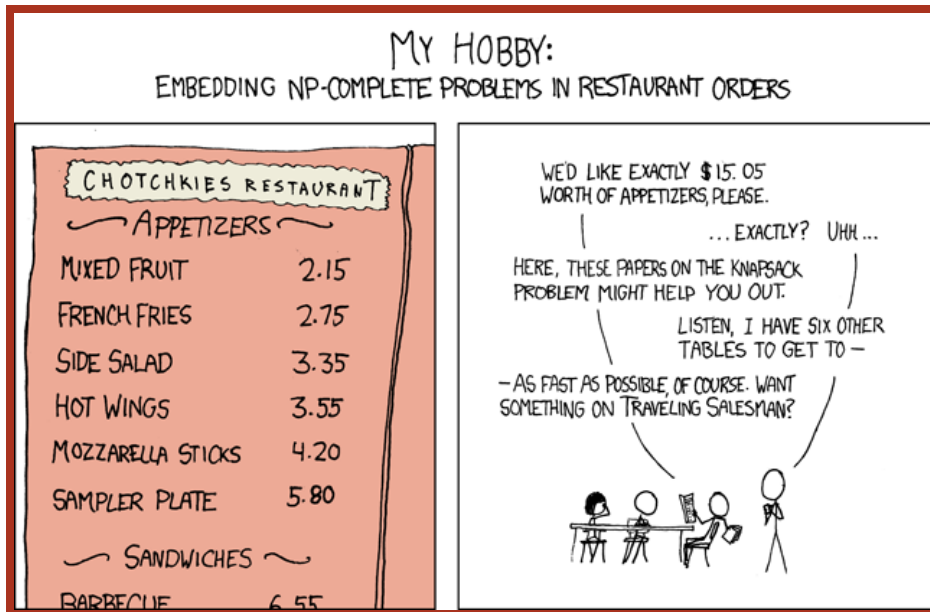 MY HOBBY:
EMBEDDING NP-COMPLETE PROBLEMS IN RESTAURANT ORDERS
CHOTCHKIES RESTAURANT
APPETIZERS
MIXED FRUIT 2.15
FRENCH FRIES 2.75
SIDE SALAD 3.35
HOT WINGS 3.55
MOZZARELLA STICKS 4.20
SAMPLER PLATE 5.80
SANDWICHES
BARBECUE 6.55
WE'D LIKE EXACTLY $15.05
WORTH OF APPETIZERS, PLEASE.
...EXACTLY? UHH...
HERE, THESE PAPERS ON THE KNAPSACK
PROBLEM MIGHT HELP YOU OUT.
LISTEN, I HAVE SIX OTHER
TABLES TO GET TO —
—AS FAST AS POSSIBLE, OF COURSE. WANT
SOMETHING ON TRAVELING SALESMAN?